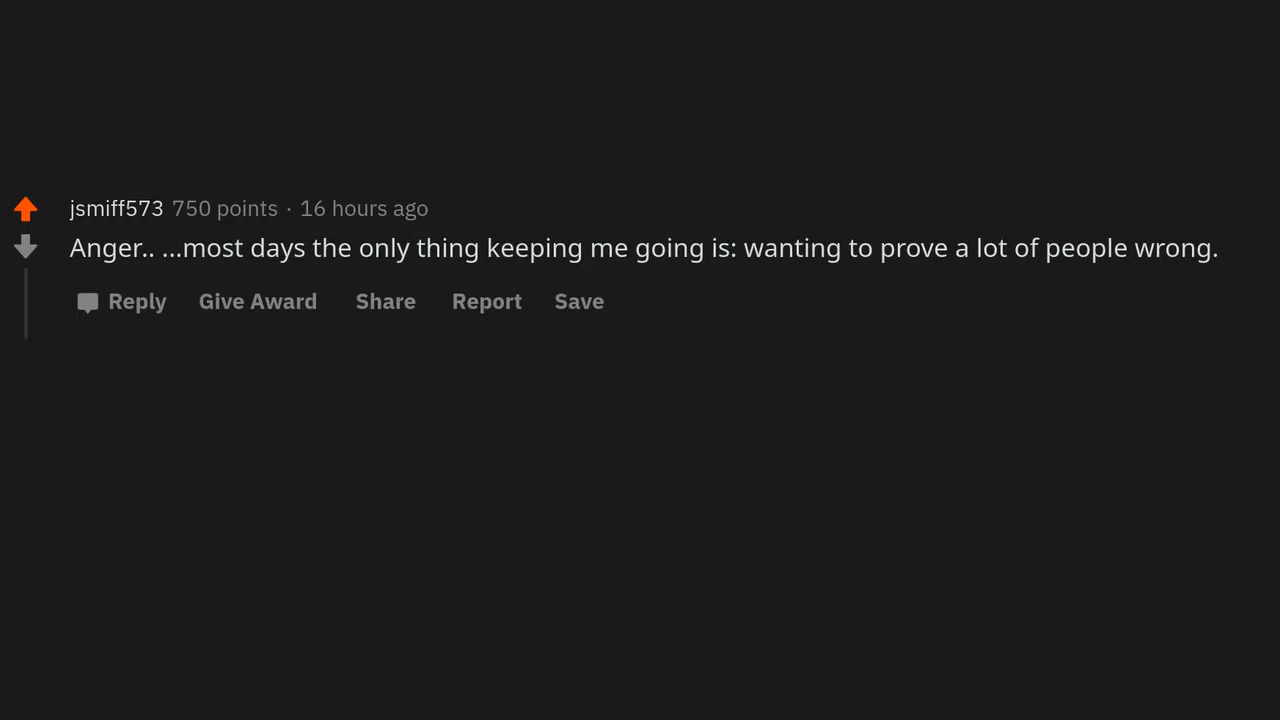 jsmiff573 750 points · 16 hours ago
Anger.. ...most days the only thing keeping me going is: wanting to prove a lot of people wrong.
Reply Give Award Share Report Save